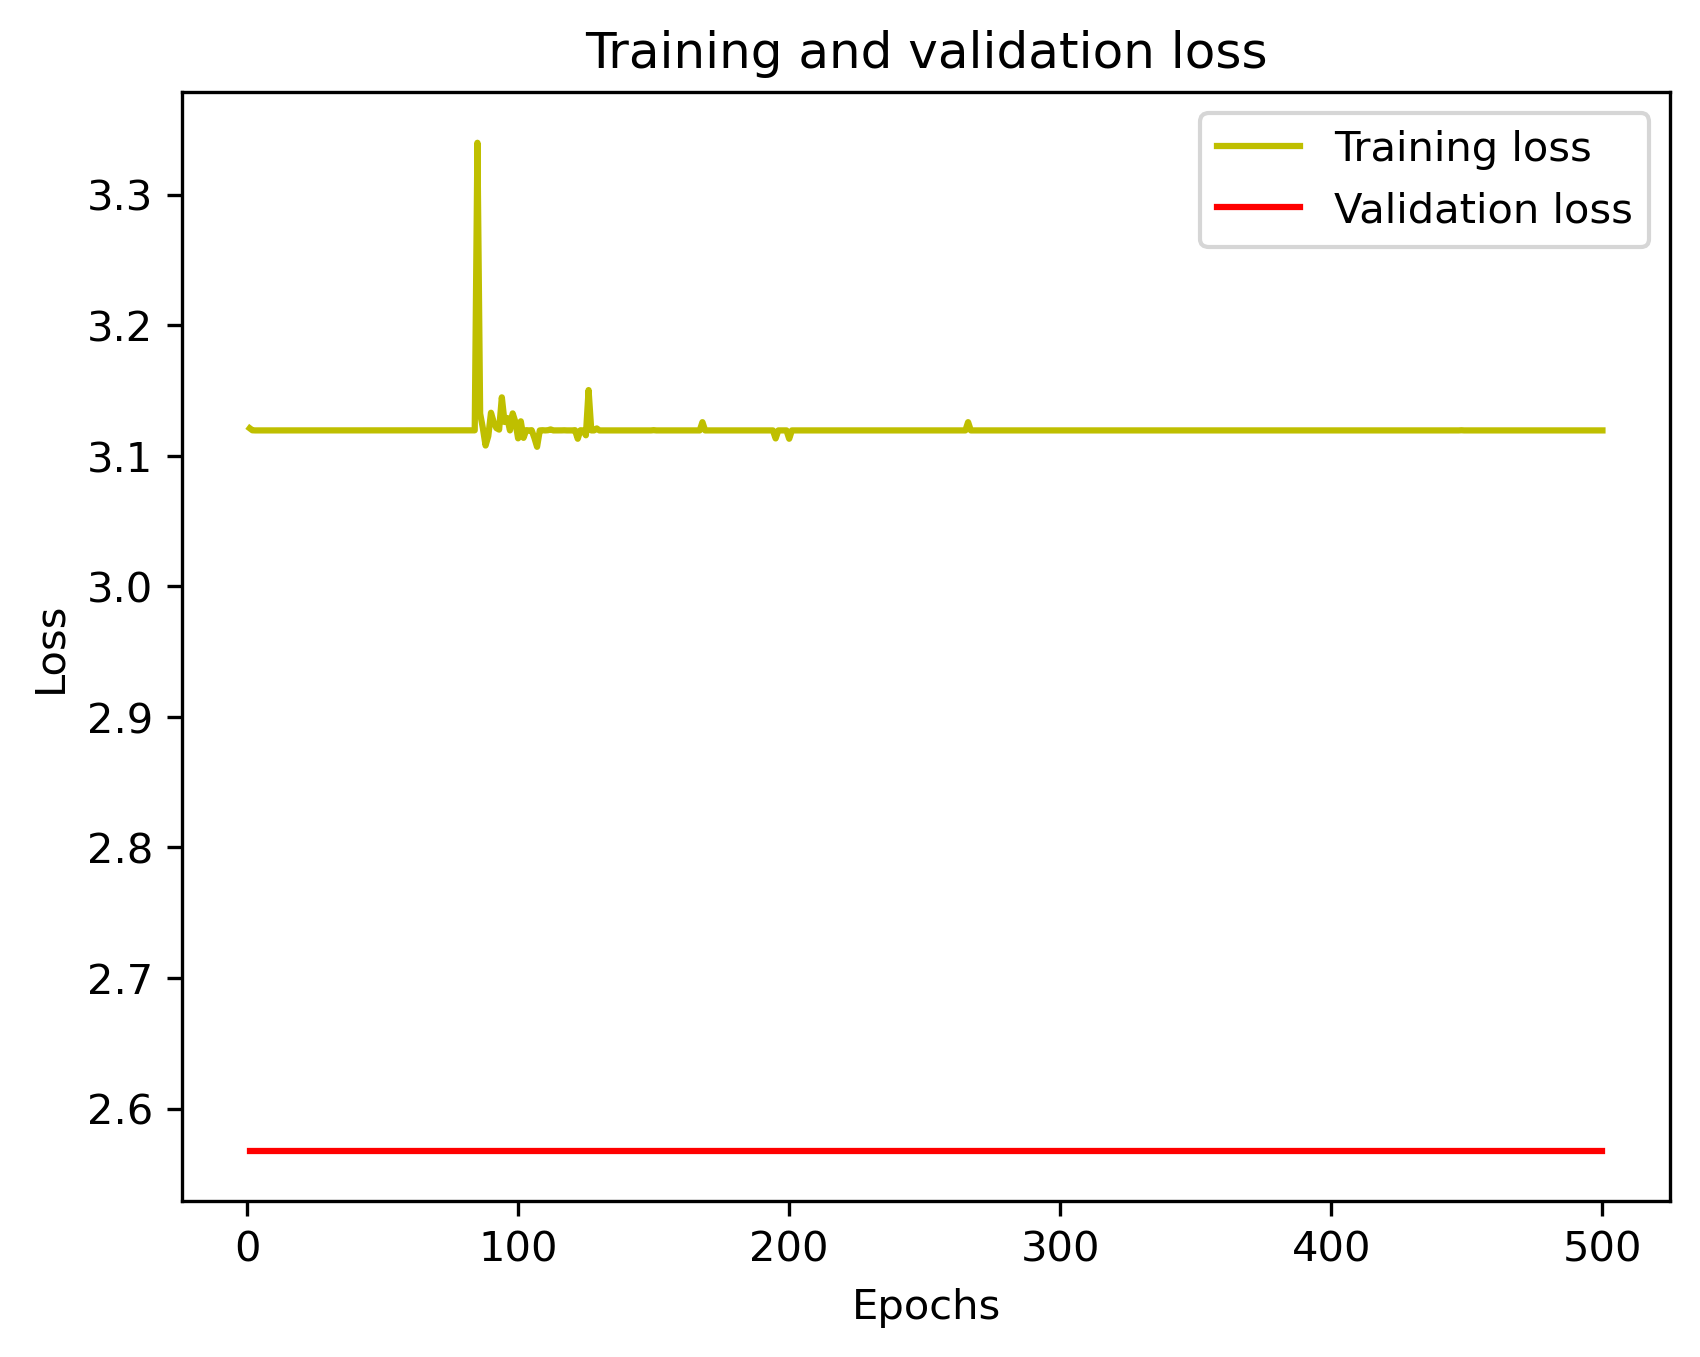 Training and validation loss
Training loss
Validation loss
3.3
3.2
3.1
3.0
2.9
2.8
2.7
2.6
Loss
0 100 200 300 400 500
Epochs